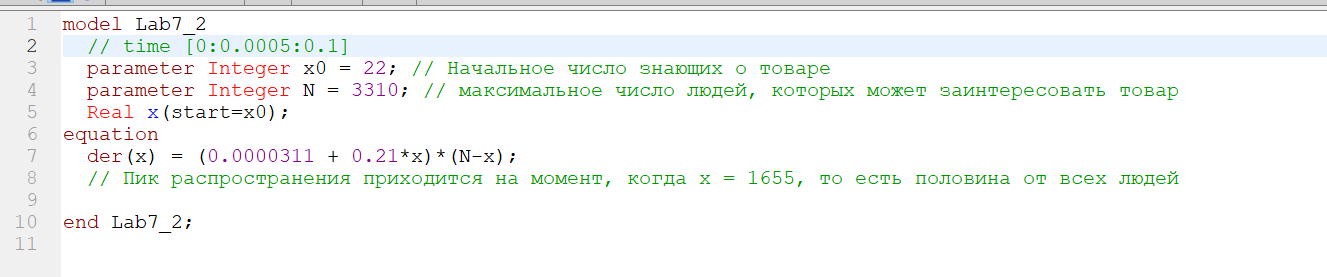 1 model Lab7_2
2 // time [0:0.0005:0.1]
3 parameter Integer x0 = 22; // Начальное число знающих о товаре
4 parameter Integer N = 3310; // максимальное число людей, которых может заинтересовать товар
5 Real x(start=x0);
6 equation
7 der(x) = (0.0000311 + 0.21*x)*(N-x);
8 // Пик распространения приходится на момент, когда x = 1655, то есть половина от всех людей
9
10 end Lab7_2;
11